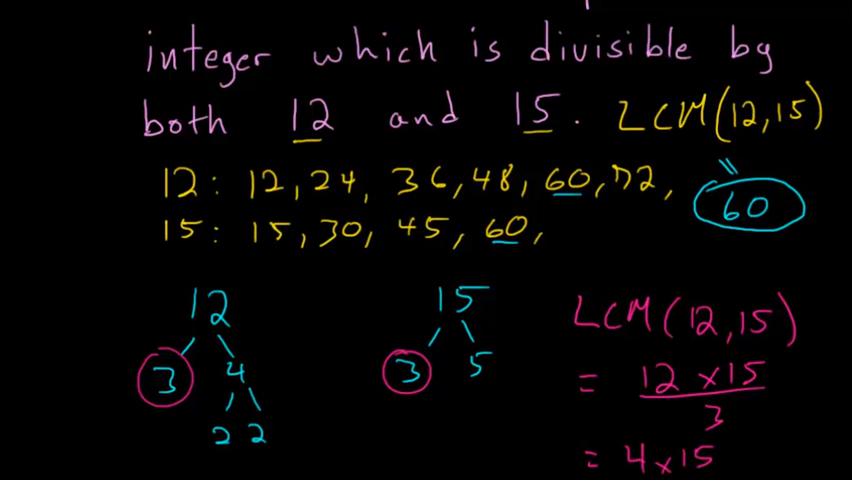 integer which is divisible by
both 12 and 15. LCM(12,15)
12: 12, 24, 36, 48, 60, 72,
= 60
15: 15, 30, 45, 60,
12
3 4
2 2
15
3 5
LCM(12,15)
= 12 × 15
3
= 4 × 15